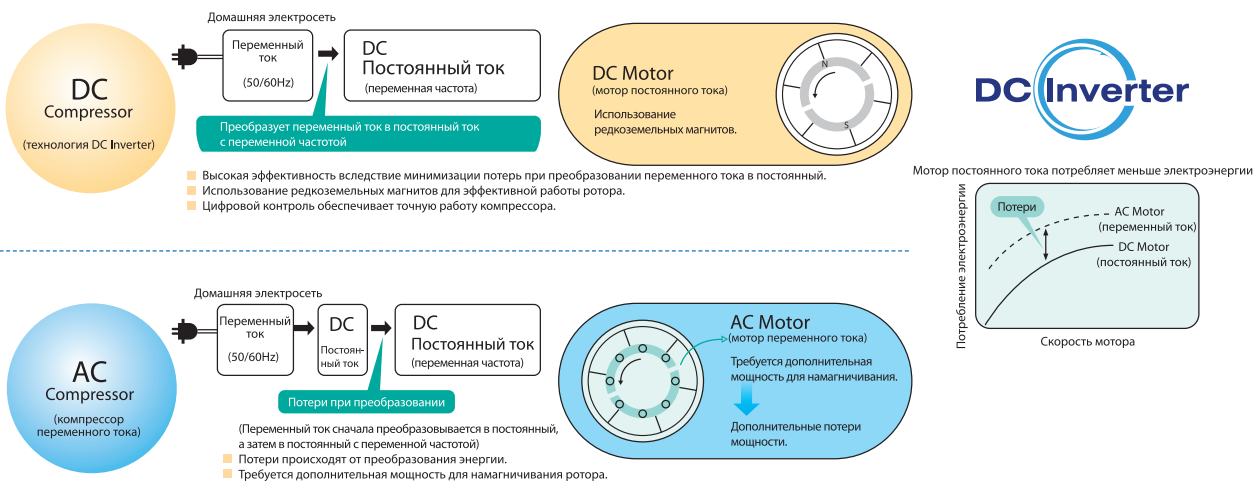 DC
Compressor
(технология DC Inverter)
Домашняя электросеть
Переменный
ток
(50/60Hz)
DC
Постоянный ток
(переменная частота)
Преобразует переменный ток в постоянный ток
с переменной частотой
DC Motor
(мотор постоянного тока)
Использование
редкоземельных магнитов.
N
S
Высокая эффективность вследствие минимизации потерь при преобразовании переменного тока в постоянный.
Использование редкоземельных магнитов для эффективной работы ротора.
Цифровой контроль обеспечивает точную работу компрессора.
DC Inverter
Мотор постоянного тока потребляет меньше электроэнергии
Потребление электроэнергии
Потери
AC Motor
(переменный ток)
DC Motor
(постоянный ток)
Скорость мотора
AC
Compressor
(компрессор
переменного тока)
Домашняя электросеть
Переменный
ток
(50/60Hz)
DC
Постоян-
ный ток
DC
Постоянный ток
(переменная частота)
Потери при преобразовании
(Переменный ток сначала преобразовывается в постоянный,
а затем в постоянный с переменной частотой)
Потери происходят от преобразования энергии.
Требуется дополнительная мощность для намагничивания ротора.
AC Motor
(мотор переменного тока)
Требуется дополнительная
мощность для намагничивания.
Дополнительные потери
мощности.